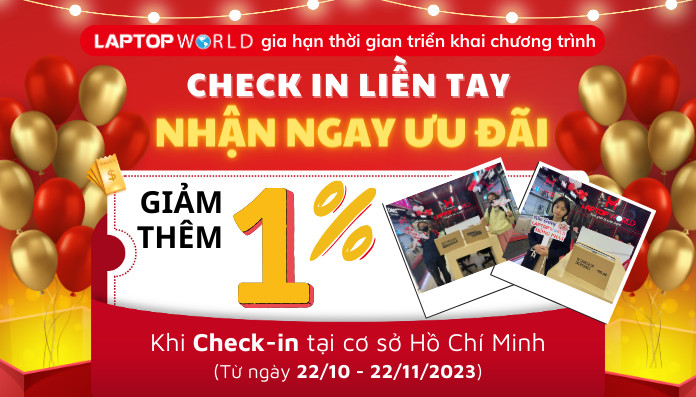 LAPTOP WORLD gia hạn thời gian triển khai chương trình
CHECK IN LIỀN TAY
NHẬN NGAY ƯU ĐÃI
GIẢM
THÊM
1%
Khi Check-in tại cơ sở Hồ Chí Minh
(Từ ngày 22/10 - 22/11/2023)